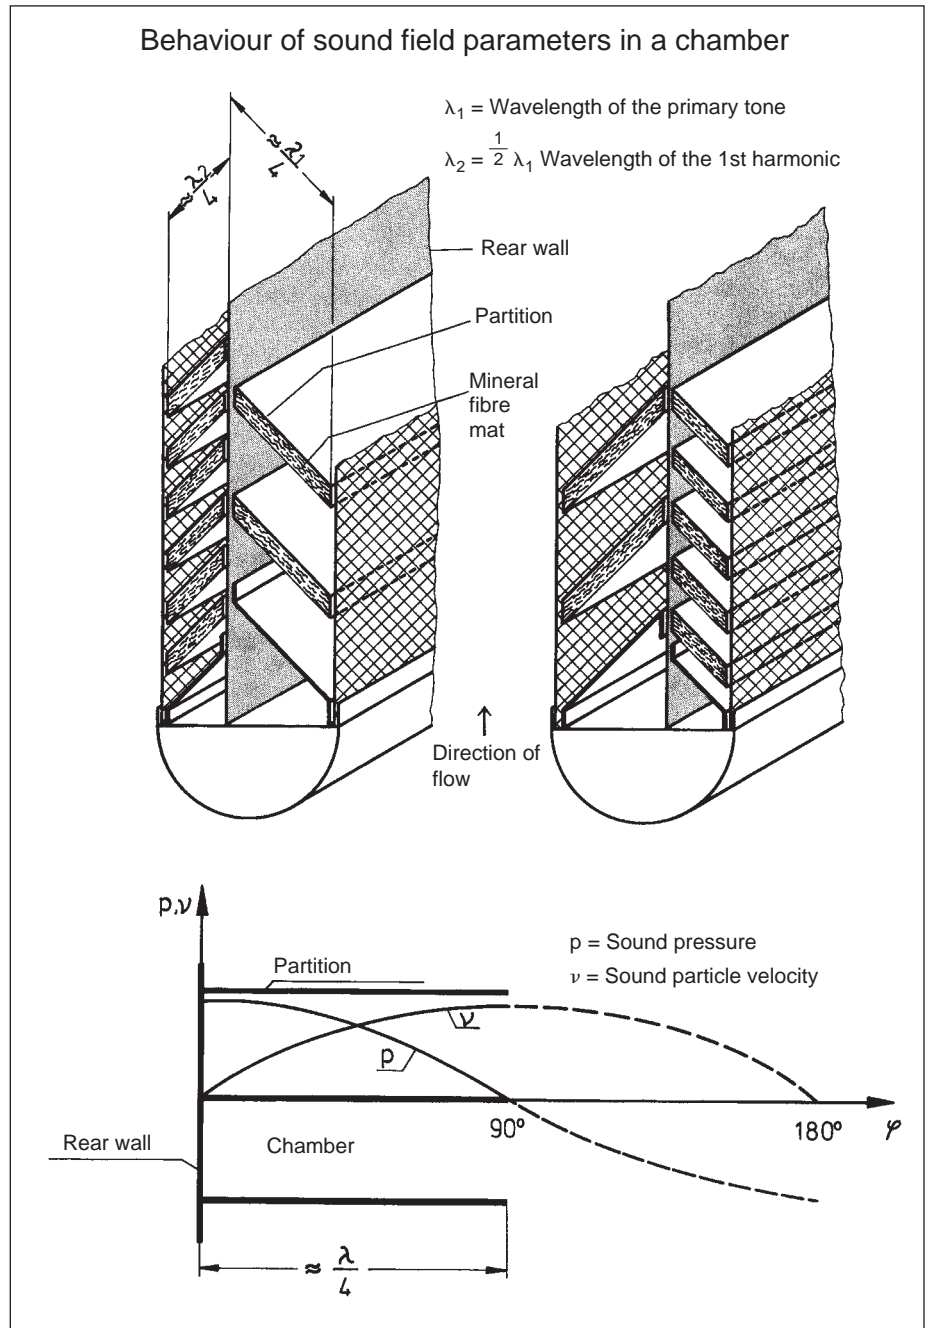 Behaviour of sound field parameters in a chamber
λ₁ = Wavelength of the primary tone
λ₂ = 1/2 λ₁ Wavelength of the 1st harmonic
≈ λ₂/4
≈ λ₁/4
Rear wall
Partition
Mineral
fibre
mat
Direction of
flow
p,ν
p = Sound pressure
ν = Sound particle velocity
Partition
ν
p
90°
180°
φ
Rear wall
Chamber
≈ λ/4